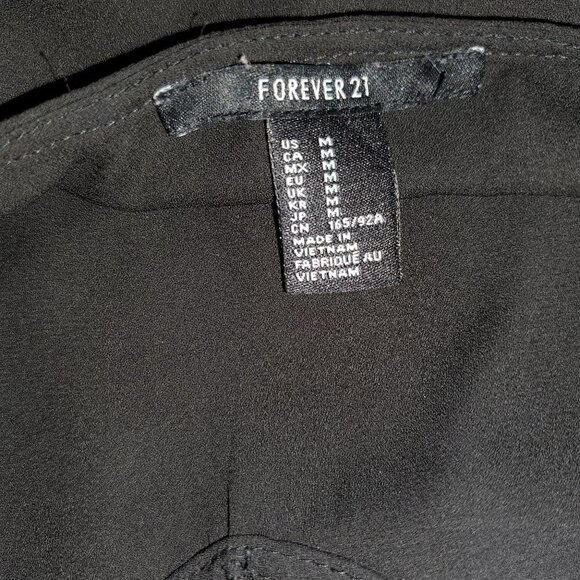 FOREVER 21
US M
CA M
MX M
EU M
UK M
KR M
JP M
CN 165/92A
MADE IN
VIETNAM
FABRIQUÉ AU
VIETNAM